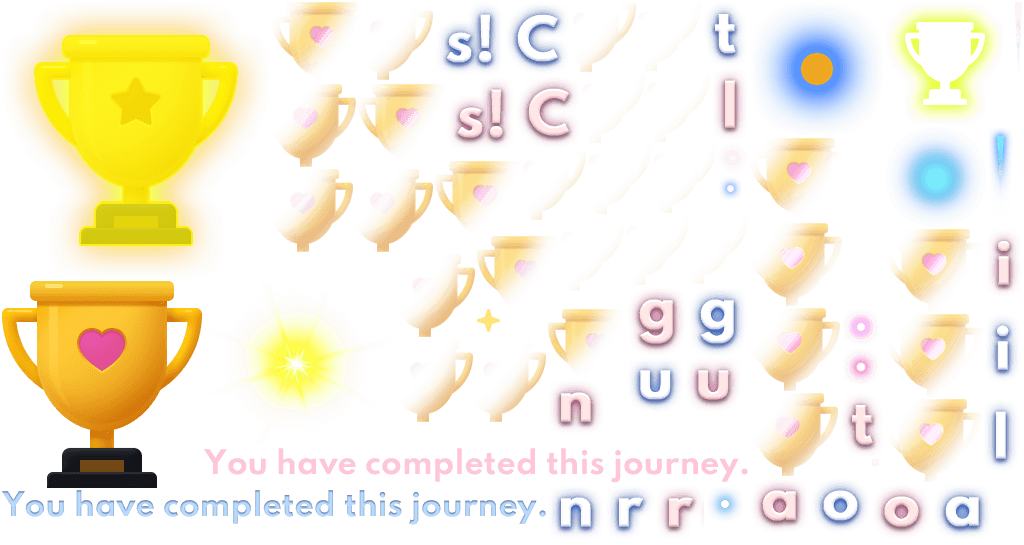 s! C
t
s! C
l
i
g g
i
u u
n
t
l
You have completed this journey.
You have completed this journey.
n r r a o o a